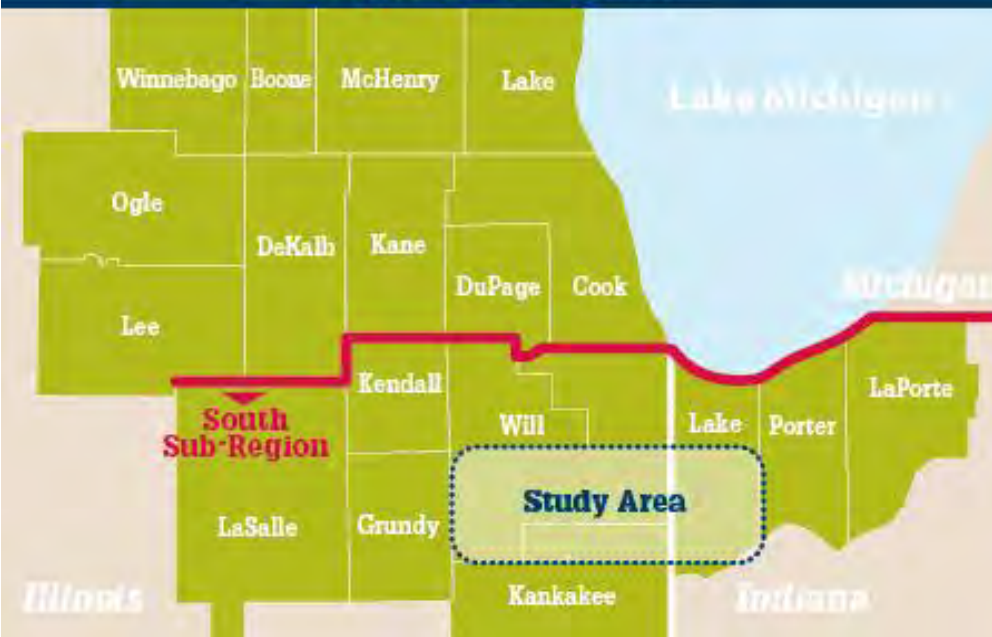 Winnebago Boone McHenry Lake
Lake Michigan
Ogle
DeKalb Kane
DuPage Cook
Michigan
Lee
Kendall
LaPorte
South
Sub-Region
Will
Lake Porter
Study Area
LaSalle Grundy
Illinois
Kankakee
Indiana